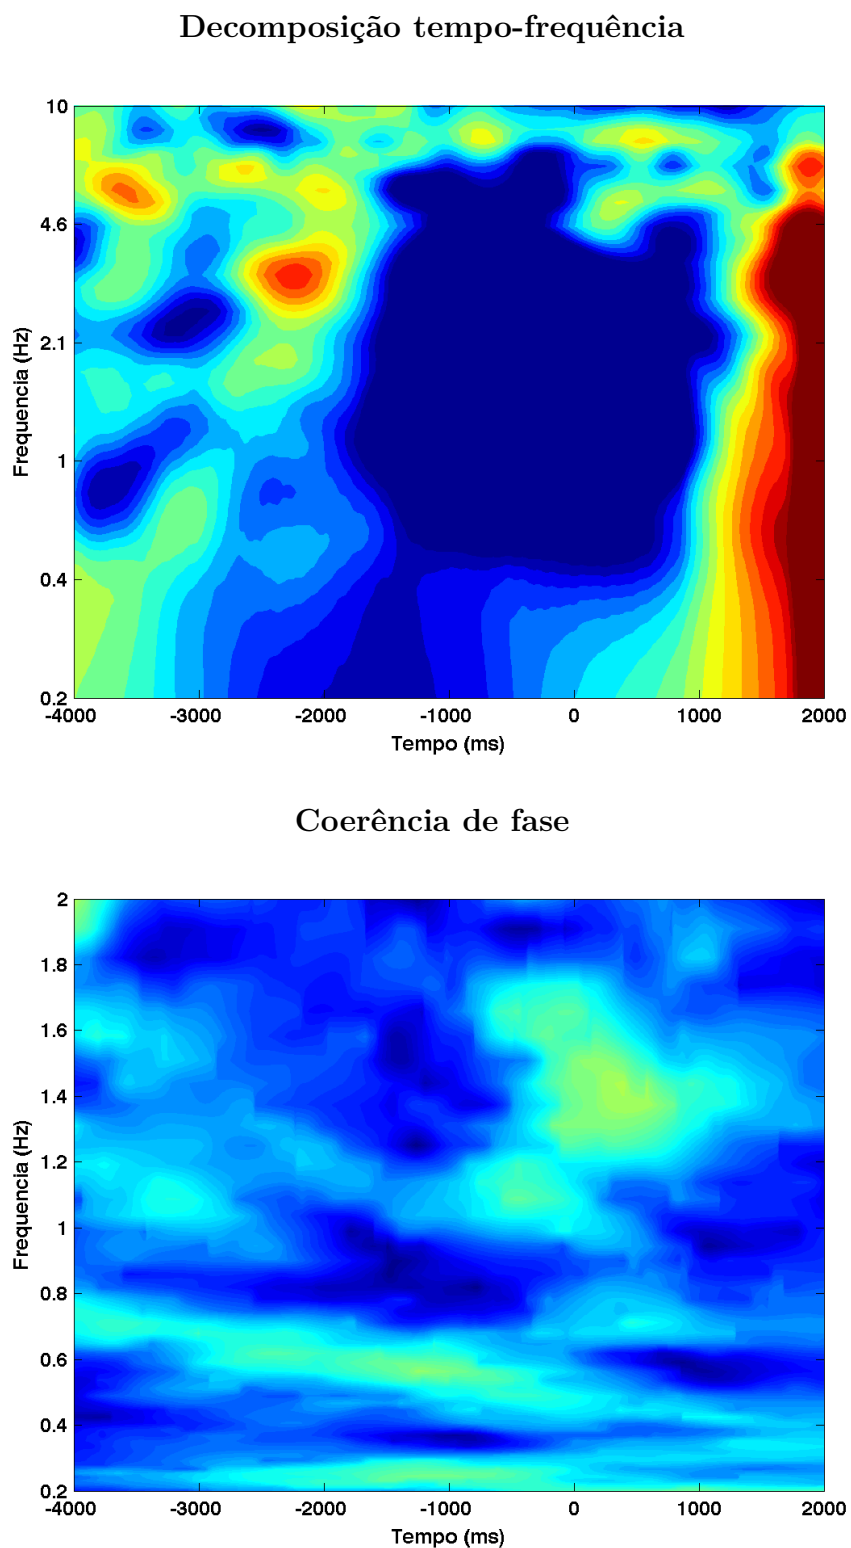 Decomposição tempo-frequência
10
4.6
2.1
1
0.4
0.2
Frequencia (Hz)
-4000 -3000 -2000 -1000 0 1000 2000
Tempo (ms)
Coerência de fase
2
1.8
1.6
1.4
1.2
1
0.8
0.6
0.4
0.2
Frequencia (Hz)
-4000 -3000 -2000 -1000 0 1000 2000
Tempo (ms)